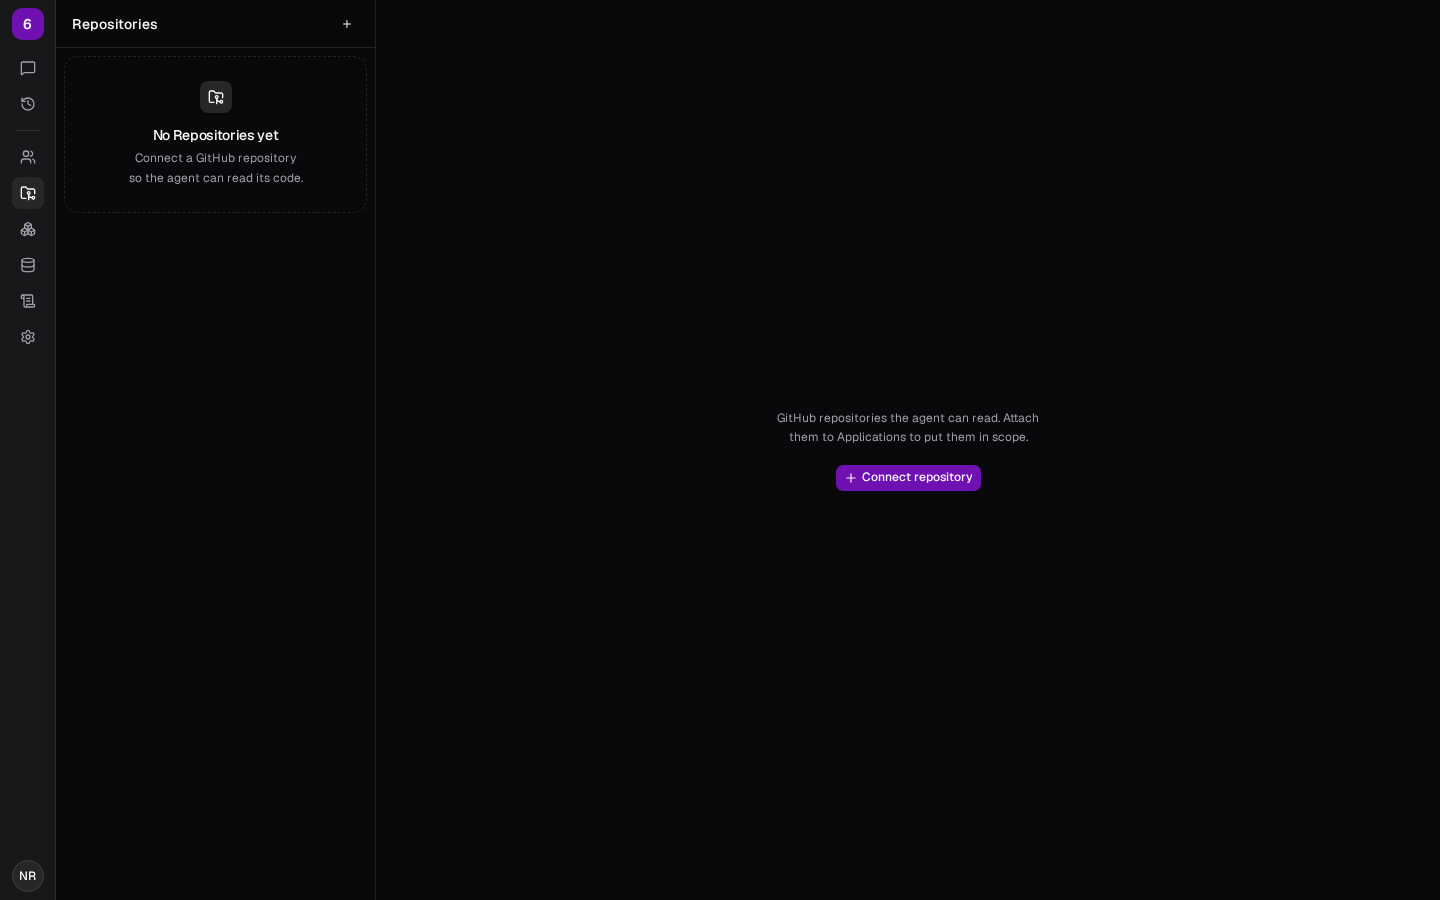 6
Repositories
No Repositories yet
Connect a GitHub repository
so the agent can read its code.
GitHub repositories the agent can read. Attach
them to Applications to put them in scope.
Connect repository
NR